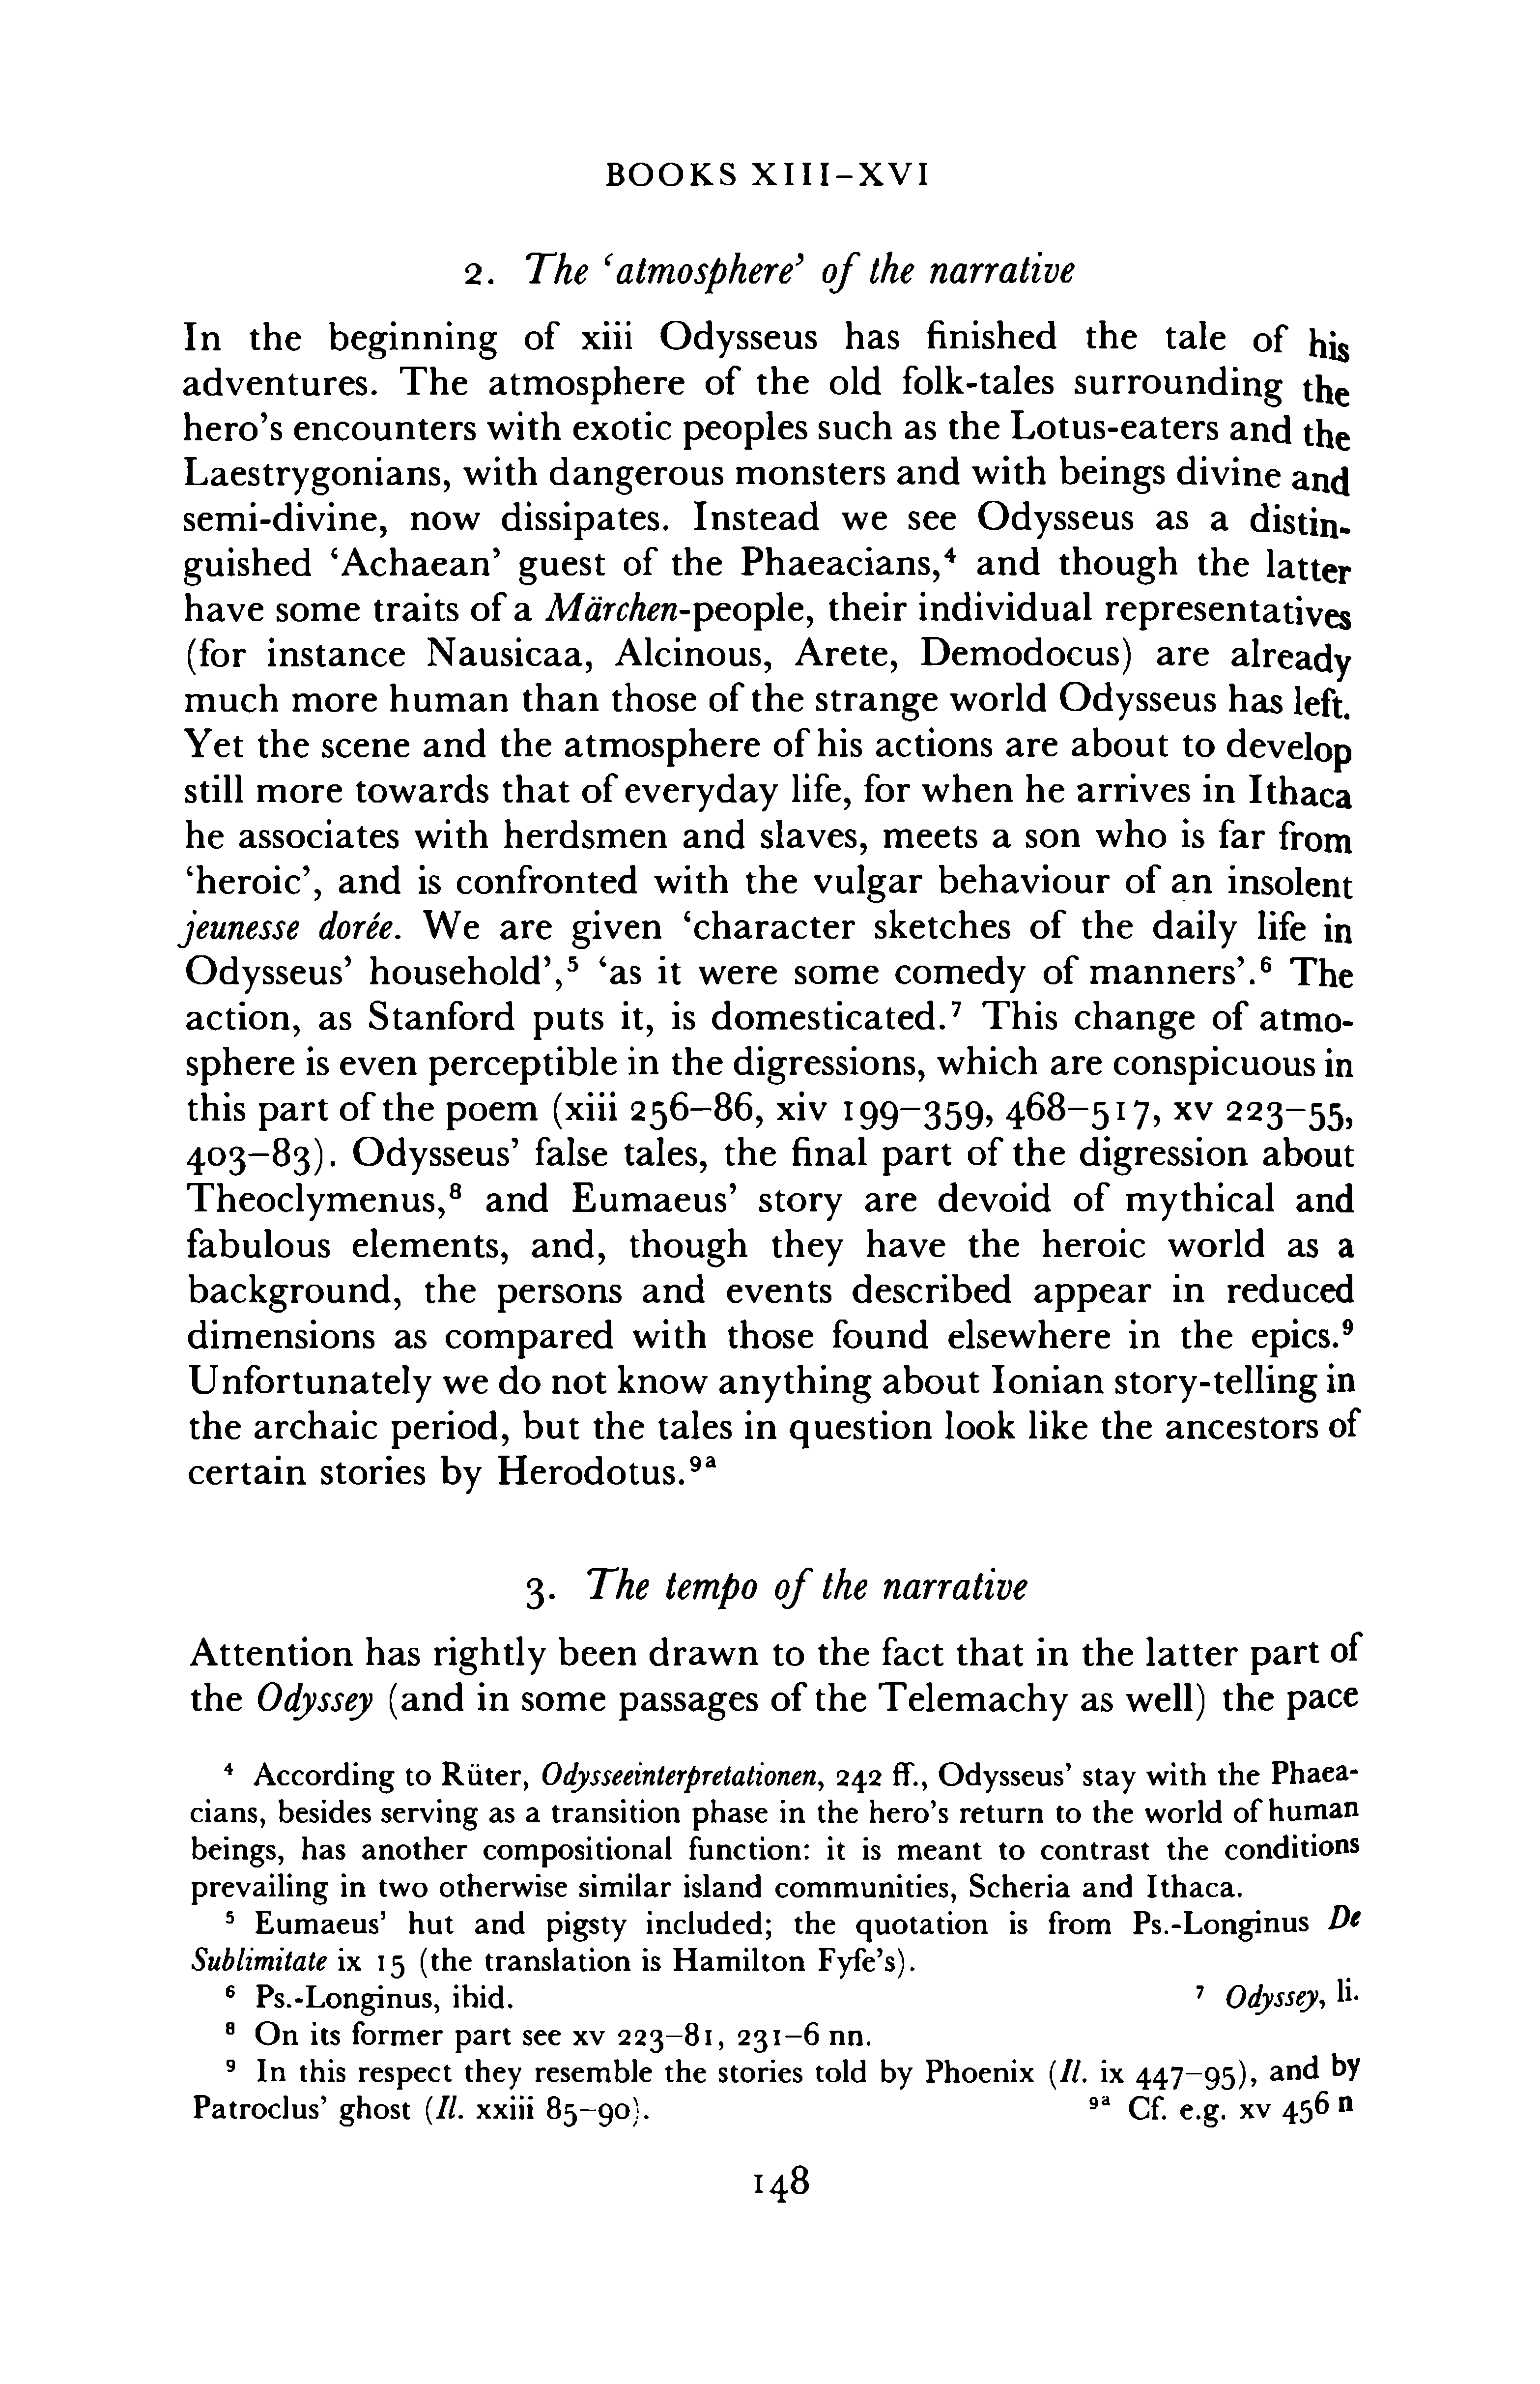 BOOKS XIII–XVI
2. The ‘atmosphere’ of the narrative
In the beginning of xiii Odysseus has finished the tale of his
adventures. The atmosphere of the old folk-tales surrounding the
hero’s encounters with exotic peoples such as the Lotus-eaters and the
Laestrygonians, with dangerous monsters and with beings divine and
semi-divine, now dissipates. Instead we see Odysseus as a distin-
guished ‘Achaean’ guest of the Phaeacians,⁴ and though the latter
have some traits of a Märchen-people, their individual representatives
(for instance Nausicaa, Alcinous, Arete, Demodocus) are already
much more human than those of the strange world Odysseus has left.
Yet the scene and the atmosphere of his actions are about to develop
still more towards that of everyday life, for when he arrives in Ithaca
he associates with herdsmen and slaves, meets a son who is far from
‘heroic’, and is confronted with the vulgar behaviour of an insolent
jeunesse dorée. We are given ‘character sketches of the daily life in
Odysseus’ household’,⁵ ‘as it were some comedy of manners’.⁶ The
action, as Stanford puts it, is domesticated.⁷ This change of atmo-
sphere is even perceptible in the digressions, which are conspicuous in
this part of the poem (xiii 256–86, xiv 199–359, 468–517, xv 223–55,
403–83). Odysseus’ false tales, the final part of the digression about
Theoclymenus,⁸ and Eumaeus’ story are devoid of mythical and
fabulous elements, and, though they have the heroic world as a
background, the persons and events described appear in reduced
dimensions as compared with those found elsewhere in the epics.⁹
Unfortunately we do not know anything about Ionian story-telling in
the archaic period, but the tales in question look like the ancestors of
certain stories by Herodotus.⁹ᵃ
3. The tempo of the narrative
Attention has rightly been drawn to the fact that in the latter part of
the Odyssey (and in some passages of the Telemachy as well) the pace
⁴ According to Rüter, Odysseeinterpretationen, 242 ff., Odysseus’ stay with the Phaea-
cians, besides serving as a transition phase in the hero’s return to the world of human
beings, has another compositional function: it is meant to contrast the conditions
prevailing in two otherwise similar island communities, Scheria and Ithaca.
⁵ Eumaeus’ hut and pigsty included; the quotation is from Ps.-Longinus De
Sublimitate ix 15 (the translation is Hamilton Fyfe’s).
⁶ Ps.-Longinus, ibid. ⁷ Odyssey, li.
⁸ On its former part see xv 223–81, 231–6 nn.
⁹ In this respect they resemble the stories told by Phoenix (Il. ix 447–95), and by
Patroclus’ ghost (Il. xxiii 85–90). ⁹ᵃ Cf. e.g. xv 456 n
148